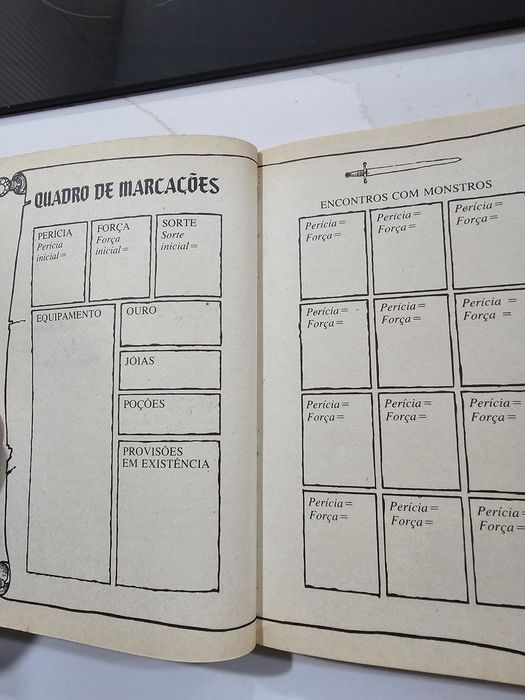 QUADRO DE MARCAÇÕES
PERÍCIA
Perícia
inicial=
FORÇA
Força
inicial=
SORTE
Sorte
inicial=
EQUIPAMENTO
OURO
JÓIAS
POÇÕES
PROVISÕES
EM EXISTÊNCIA
ENCONTROS COM MONSTROS
Perícia=
Força=
Perícia=
Força=
Perícia=
Força=
Perícia=
Força=
Perícia=
Força=
Perícia =
Força =
Perícia=
Força=
Perícia=
Força=
Perícia=
Força=
Perícia=
Força=
Perícia=
Força=
Perícia=
Força=